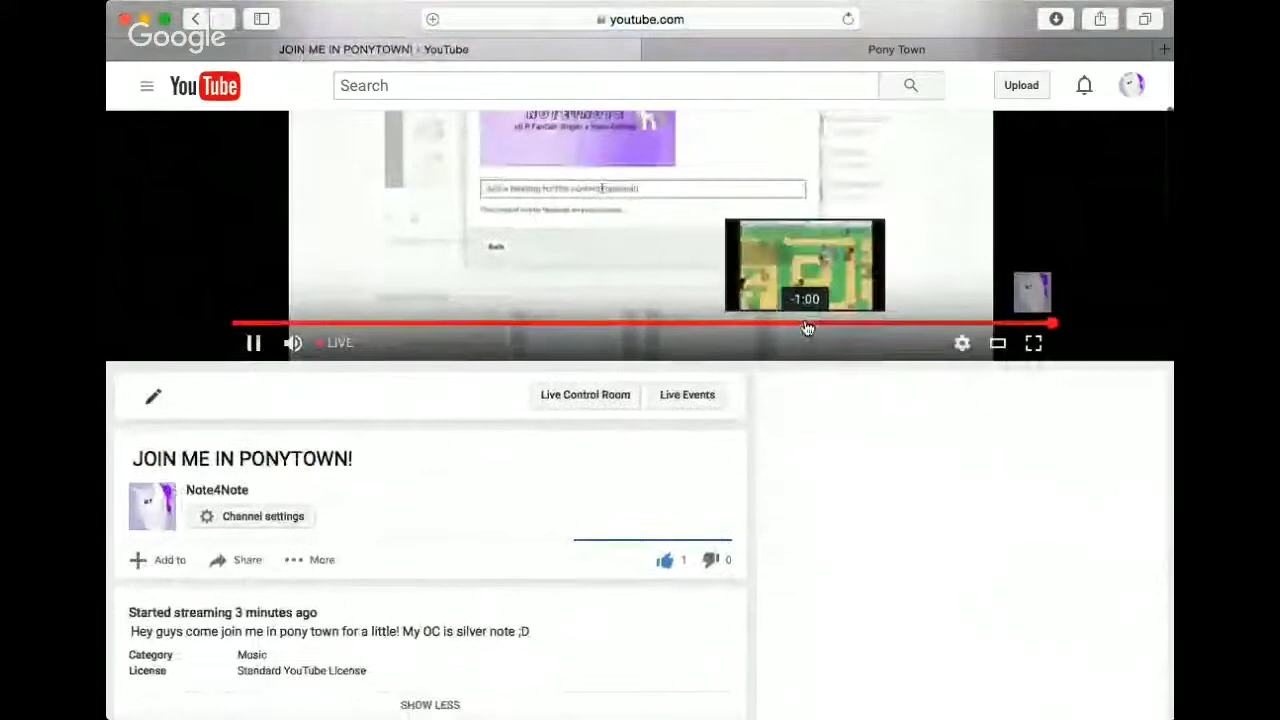 youtube.com
Google
JOIN ME IN PONYTOWN! - YouTube
Pony Town
YouTube
Search
Upload
-1:00
LIVE
Live Control Room
Live Events
JOIN ME IN PONYTOWN!
Note4Note
Channel settings
Add to
Share
More
1
0
Started streaming 3 minutes ago
Hey guys come join me in pony town for a little! My OC is silver note ;D
Category Music
License Standard YouTube License
SHOW LESS